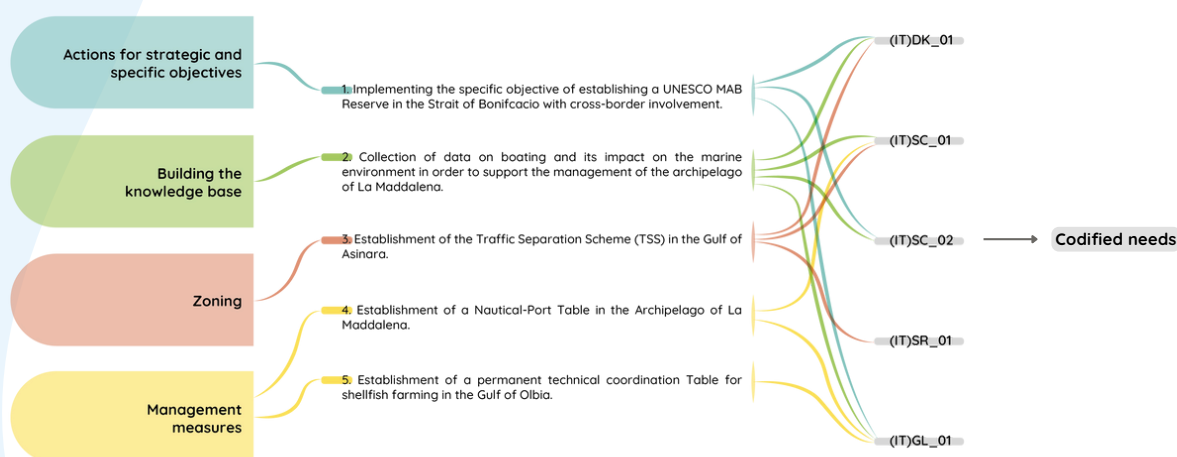 Actions for strategic and
specific objectives
Building the
knowledge base
Zoning
Management
measures
1. Implementing the specific objective of establishing a UNESCO MAB
Reserve in the Strait of Bonifcacio with cross-border involvement.
2. Collection of data on boating and its impact on the marine
environment in order to support the management of the archipelago
of La Maddalena.
3. Establishment of the Traffic Separation Scheme (TSS) in the Gulf of
Asinara.
4. Establishment of a Nautical-Port Table in the Archipelago of La
Maddalena.
5. Establishment of a permanent technical coordination Table for
shellfish farming in the Gulf of Olbia.
(IT)DK_01
(IT)SC_01
(IT)SC_02
(IT)SR_01
(IT)GL_01
Codified needs